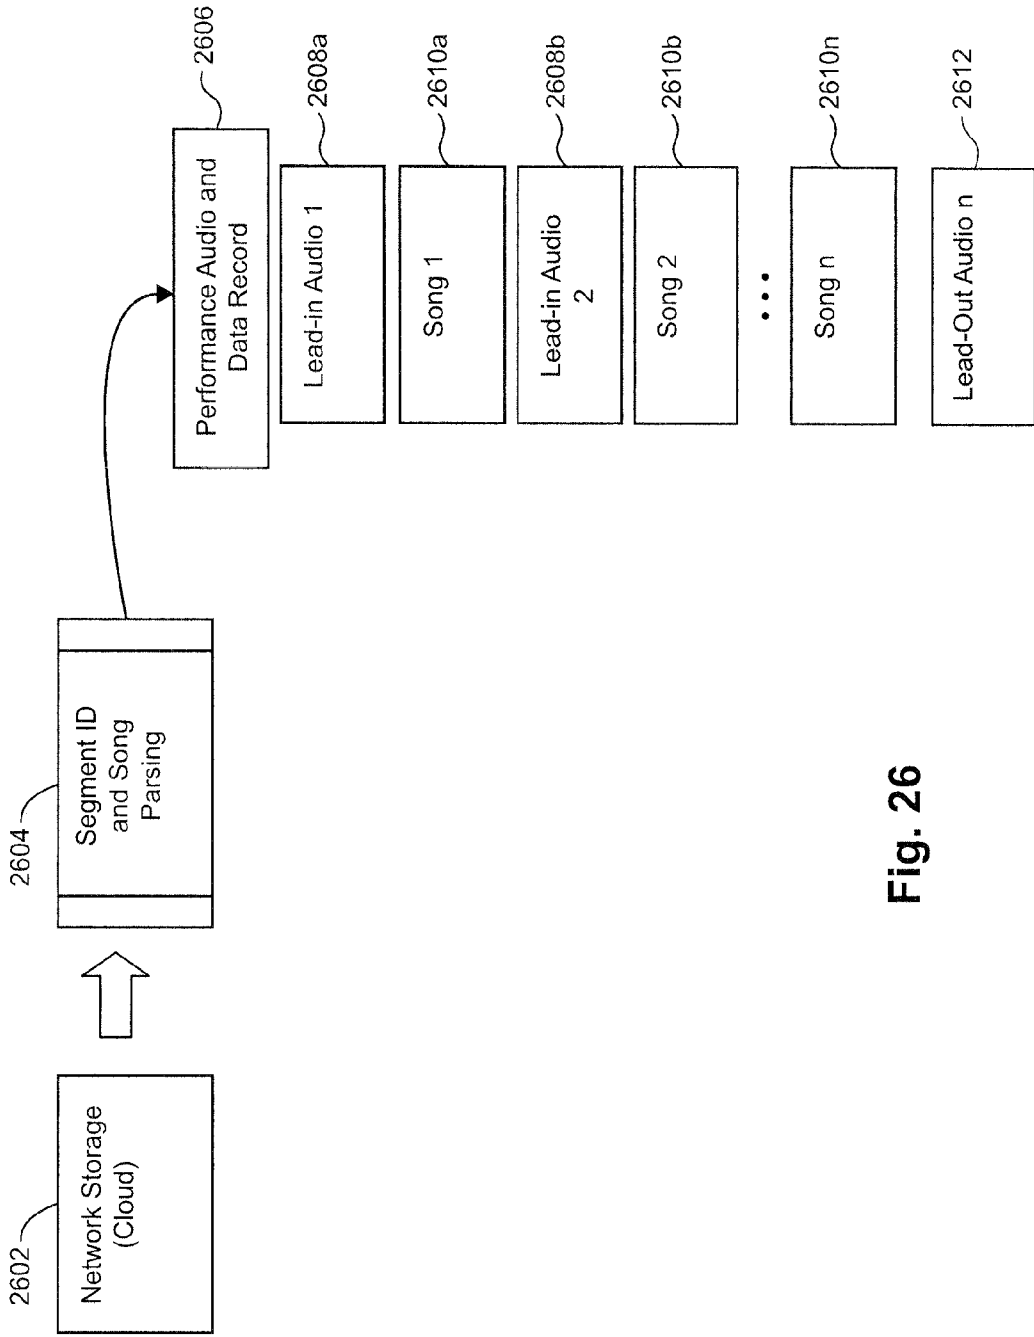 2602
Network Storage
(Cloud)
2604
Segment ID
and Song
Parsing
2606
Performance Audio and
Data Record
Lead-in Audio 1
2608a
Song 1
2610a
Lead-in Audio
2
2608b
Song 2
2610b
...
Song n
2610n
Lead-Out Audio n
2612
Fig. 26